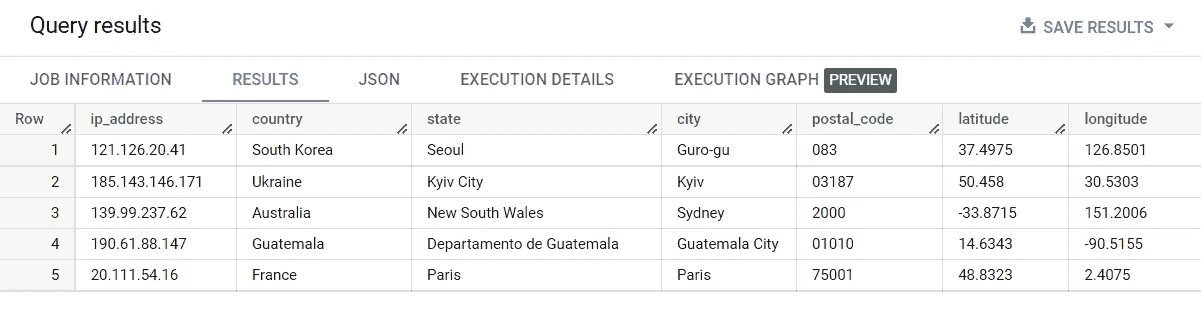 Query results
SAVE RESULTS
JOB INFORMATION RESULTS JSON EXECUTION DETAILS EXECUTION GRAPH PREVIEW
Row ip_address country state city postal_code latitude longitude
1 121.126.20.41 South Korea Seoul Guro-gu 083 37.4975 126.8501
2 185.143.146.171 Ukraine Kyiv City Kyiv 03187 50.458 30.5303
3 139.99.237.62 Australia New South Wales Sydney 2000 -33.8715 151.2006
4 190.61.88.147 Guatemala Departamento de Guatemala Guatemala City 01010 14.6343 -90.5155
5 20.111.54.16 France Paris Paris 75001 48.8323 2.4075